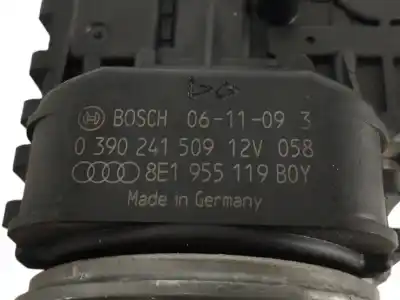 BOSCH 06-11-09 3
0 390 241 509 12V 058
8E1 955 119 B0Y
Made in Germany